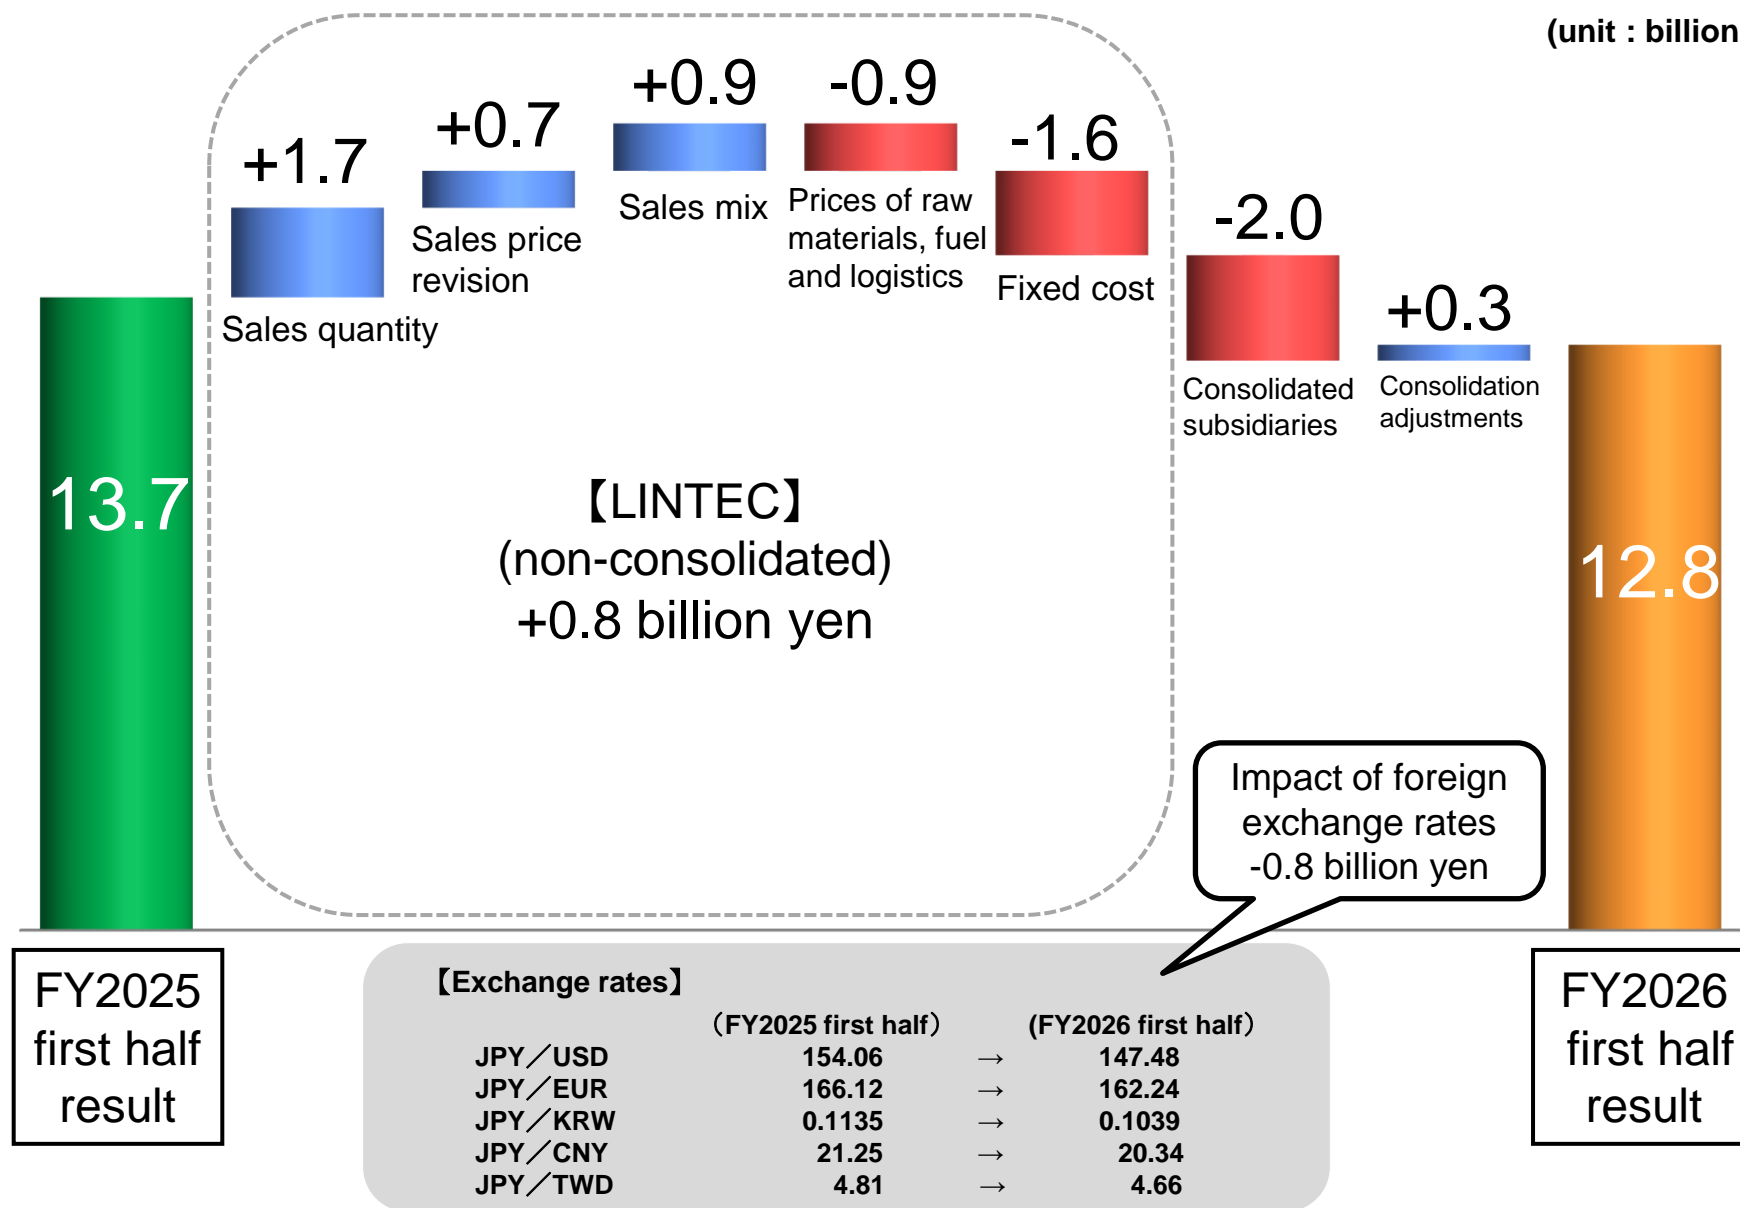 (unit : billion
+1.7
+0.7
+0.9
-0.9
-1.6
-2.0
+0.3
Sales quantity
Sales price
revision
Sales mix
Prices of raw
materials, fuel
and logistics
Fixed cost
Consolidated
subsidiaries
Consolidation
adjustments
13.7
12.8
【LINTEC】
(non-consolidated)
+0.8 billion yen
Impact of foreign
exchange rates
-0.8 billion yen
FY2025
first half
result
FY2026
first half
result
【Exchange rates】
（FY2025 first half） (FY2026 first half）
JPY／USD 154.06 → 147.48
JPY／EUR 166.12 → 162.24
JPY／KRW 0.1135 → 0.1039
JPY／CNY 21.25 → 20.34
JPY／TWD 4.81 → 4.66